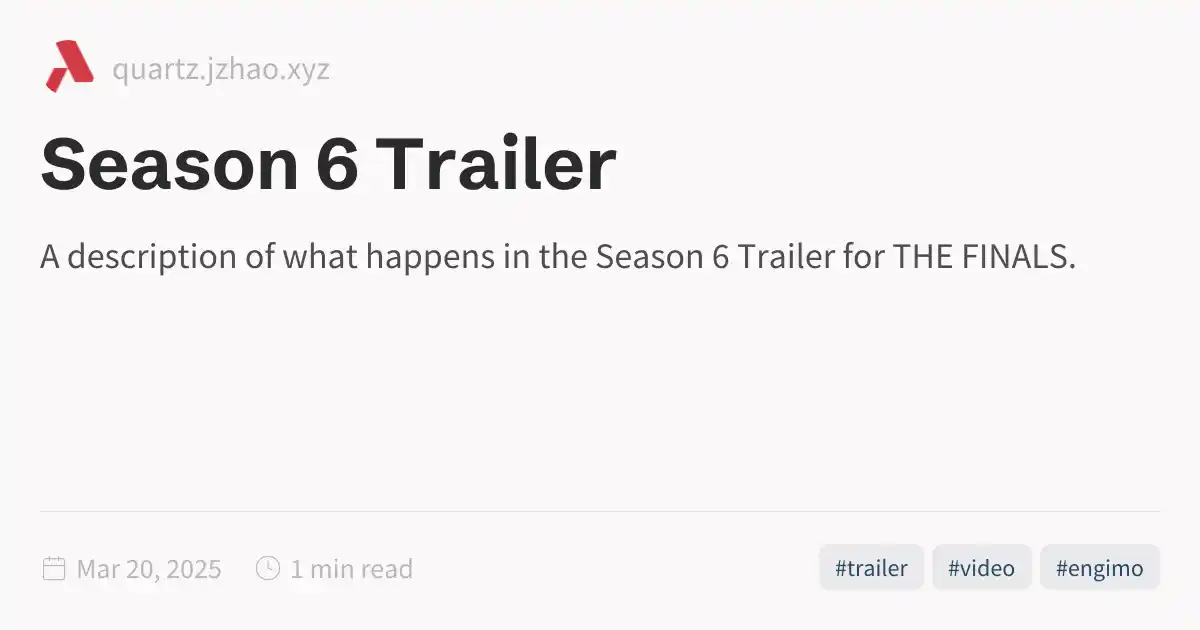 quartz.jzhao.xyz
Season 6 Trailer
A description of what happens in the Season 6 Trailer for THE FINALS.
Mar 20, 2025 1 min read #trailer #video #engimo